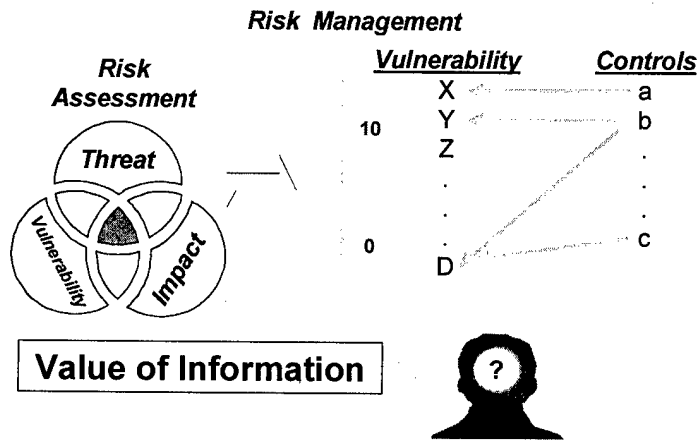 Risk Management
Risk
Assessment
Threat
Vulnerability
Impact
Vulnerability
Controls
10
0
X
Y
Z
.
.
.
D
a
b
.
.
.
c
Value of Information
?